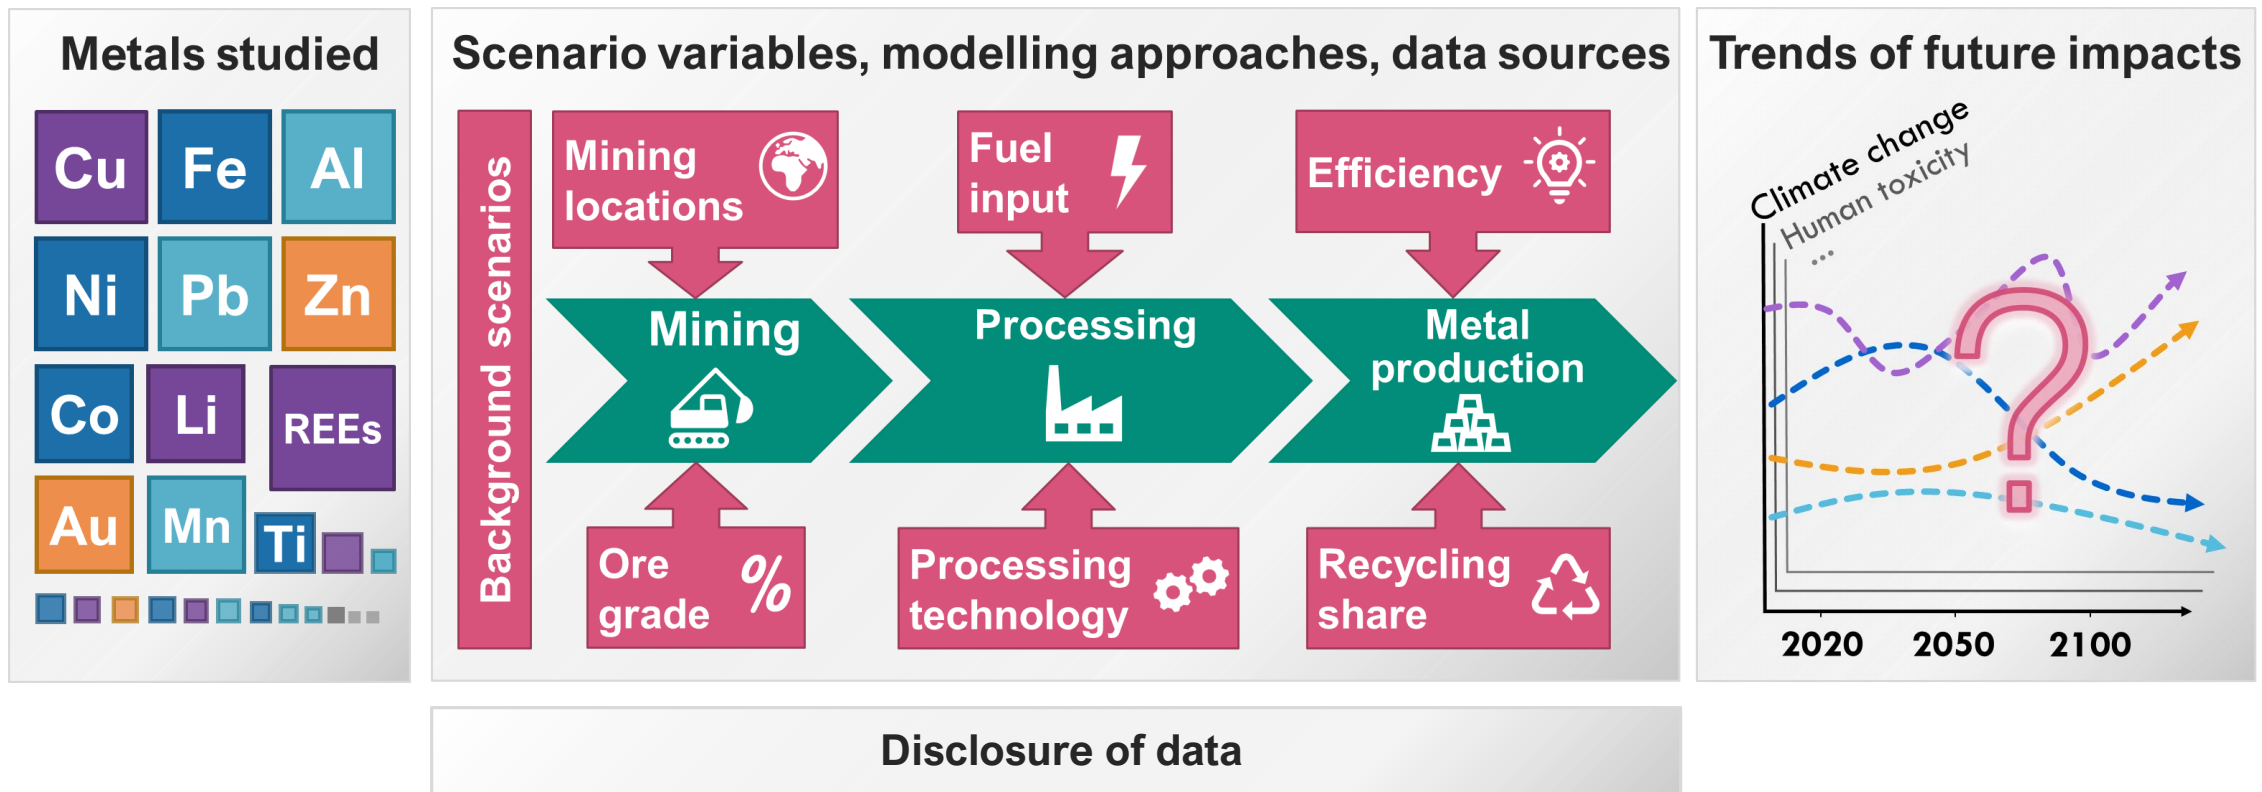 Metals studied
Cu Fe Al
Ni Pb Zn
Co Li REEs
Au Mn Ti
Scenario variables, modelling approaches, data sources
Background scenarios
Mining
locations
Fuel
input
Efficiency
Mining
Processing
Metal
production
Ore
grade
%
Processing
technology
Recycling
share
Trends of future impacts
Climate change
Human toxicity
...
?
2020 2050 2100
Disclosure of data